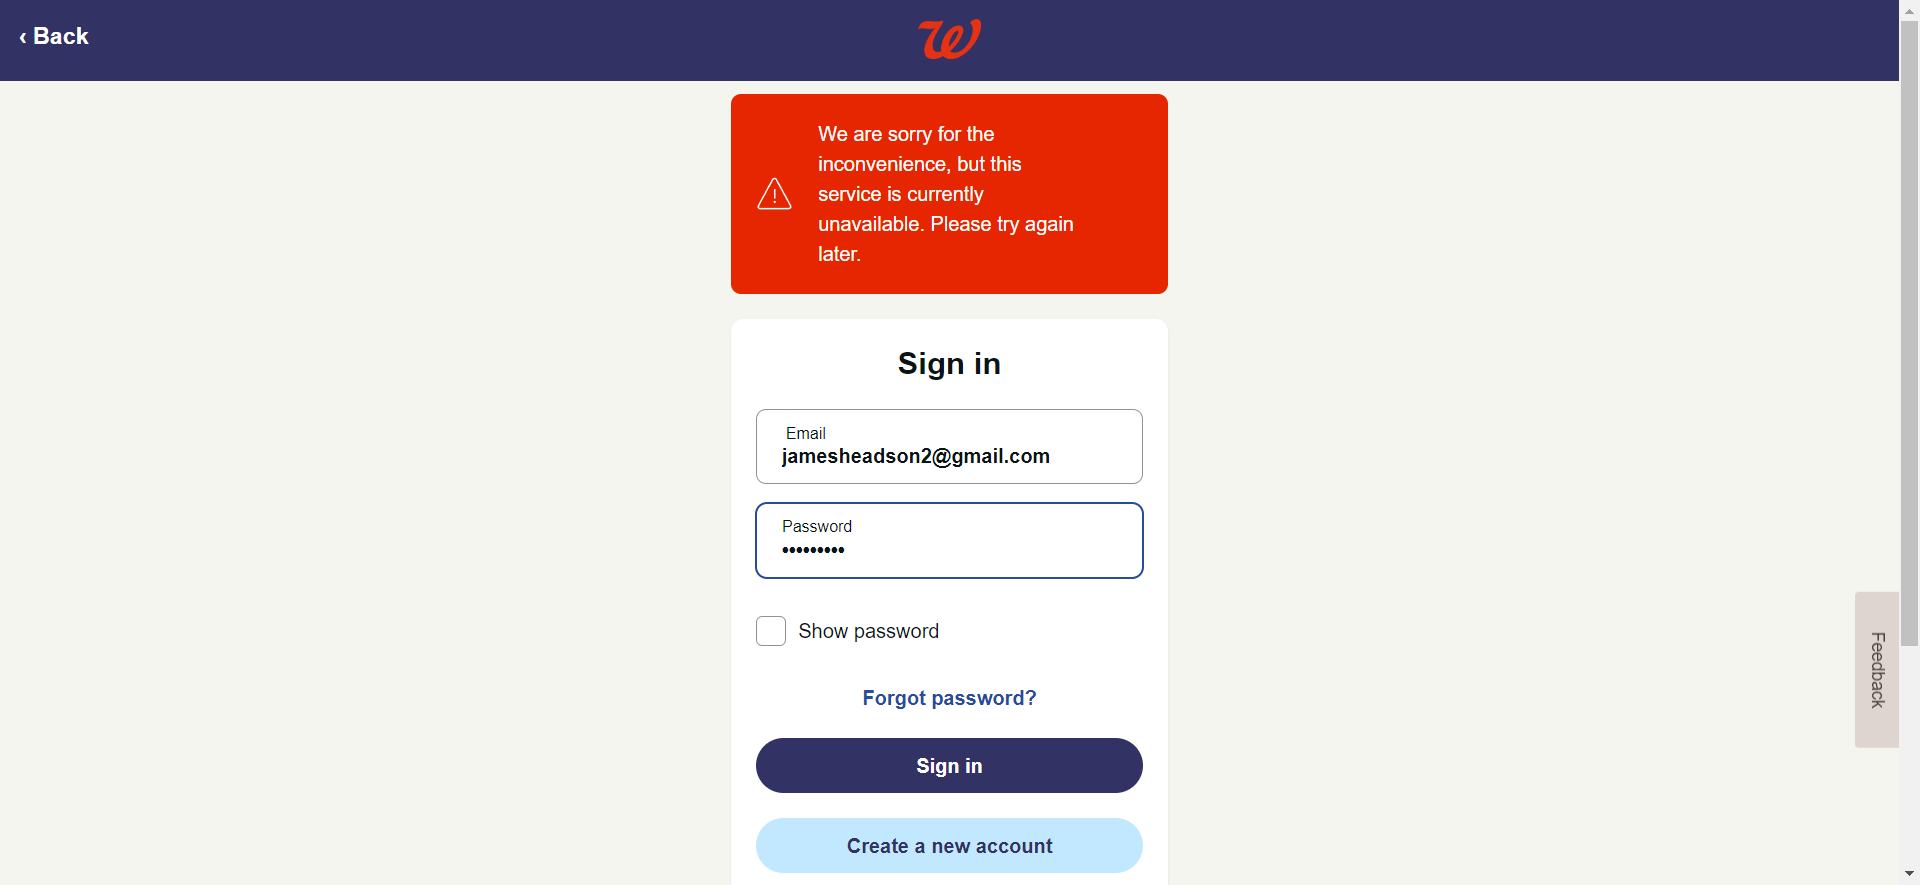 ‹ Back
W
We are sorry for the
inconvenience, but this
service is currently
unavailable. Please try again
later.
Sign in
Email
jamesheadson2@gmail.com
Password
•••••••••
Show password
Forgot password?
Sign in
Create a new account
Feedback